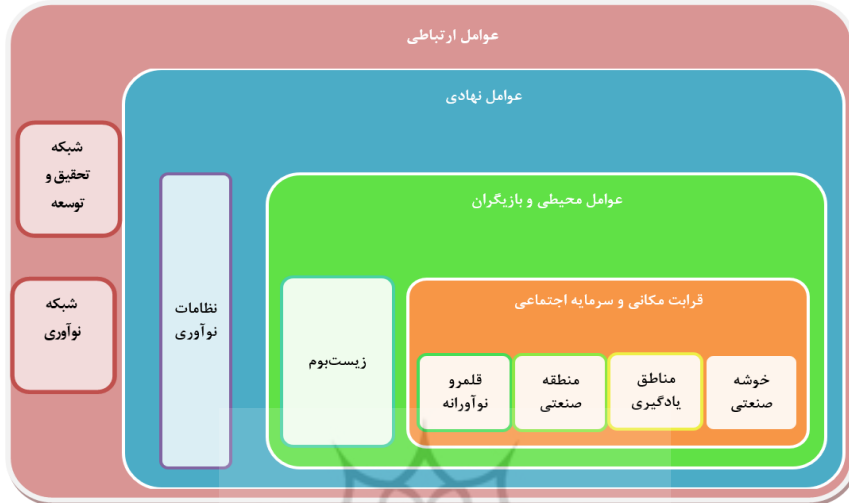 عوامل ارتباطی
عوامل نهادی
شبکه
تحقیق و
توسعه
عوامل محیطی و بازیگران
قرابت مکانی و سرمایه اجتماعی
شبکه
نوآوری
نظامات
نوآوری
زیست‌بوم
خوشه
صنعتی
مناطق
یادگیری
منطقه
صنعتی
قلمرو
نوآورانه